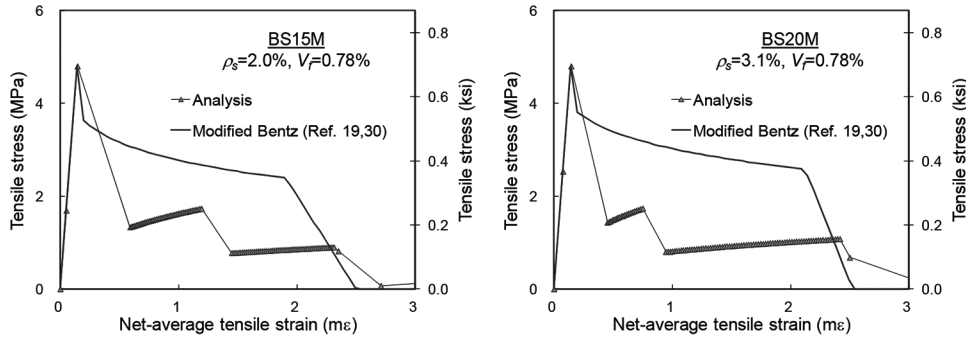 BS15M
ρs=2.0%, Vf=0.78%
Analysis
Modified Bentz (Ref. 19,30)
Tensile stress (MPa)
6
4
2
0
Tensile stress (ksi)
0.8
0.6
0.4
0.2
0.0
0 1 2 3
Net-average tensile strain (mε)
BS20M
ρs=3.1%, Vf=0.78%
Analysis
Modified Bentz (Ref. 19,30)
Tensile stress (MPa)
6
4
2
0
Tensile stress (ksi)
0.8
0.6
0.4
0.2
0.0
0 1 2 3
Net-average tensile strain (mε)